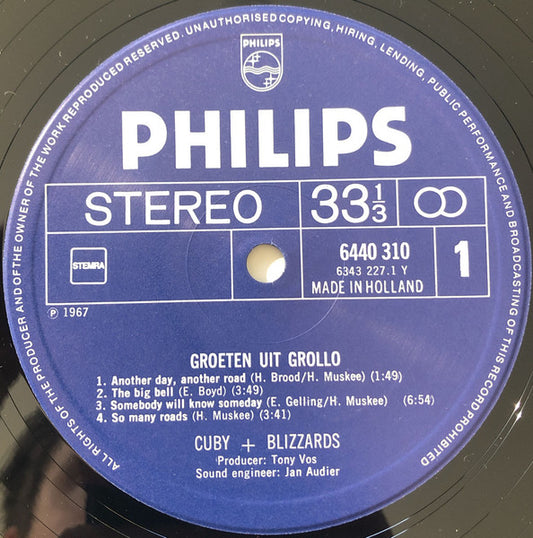 ALL RIGHTS OF THE PRODUCER AND OF THE OWNER OF THE WORK REPRODUCED RESERVED. UNAUTHORISED COPYING, HIRING, LENDING, PUBLIC PERFORMANCE AND BROADCASTING OF THIS RECORD PROHIBITED
PHILIPS
PHILIPS
STEREO 33⅓
STEMRA
6440 310
6343 227.1 Y
MADE IN HOLLAND
1
℗ 1967
GROETEN UIT GROLLO
1. Another day, another road (H. Brood/H. Muskee) (1:49)
2. The big bell (E. Boyd) (3:49)
3. Somebody will know someday (E. Gelling/H. Muskee) (6:54)
4. So many roads (H. Muskee) (3:41)
CUBY + BLIZZARDS
Producer: Tony Vos
Sound engineer: Jan Audier